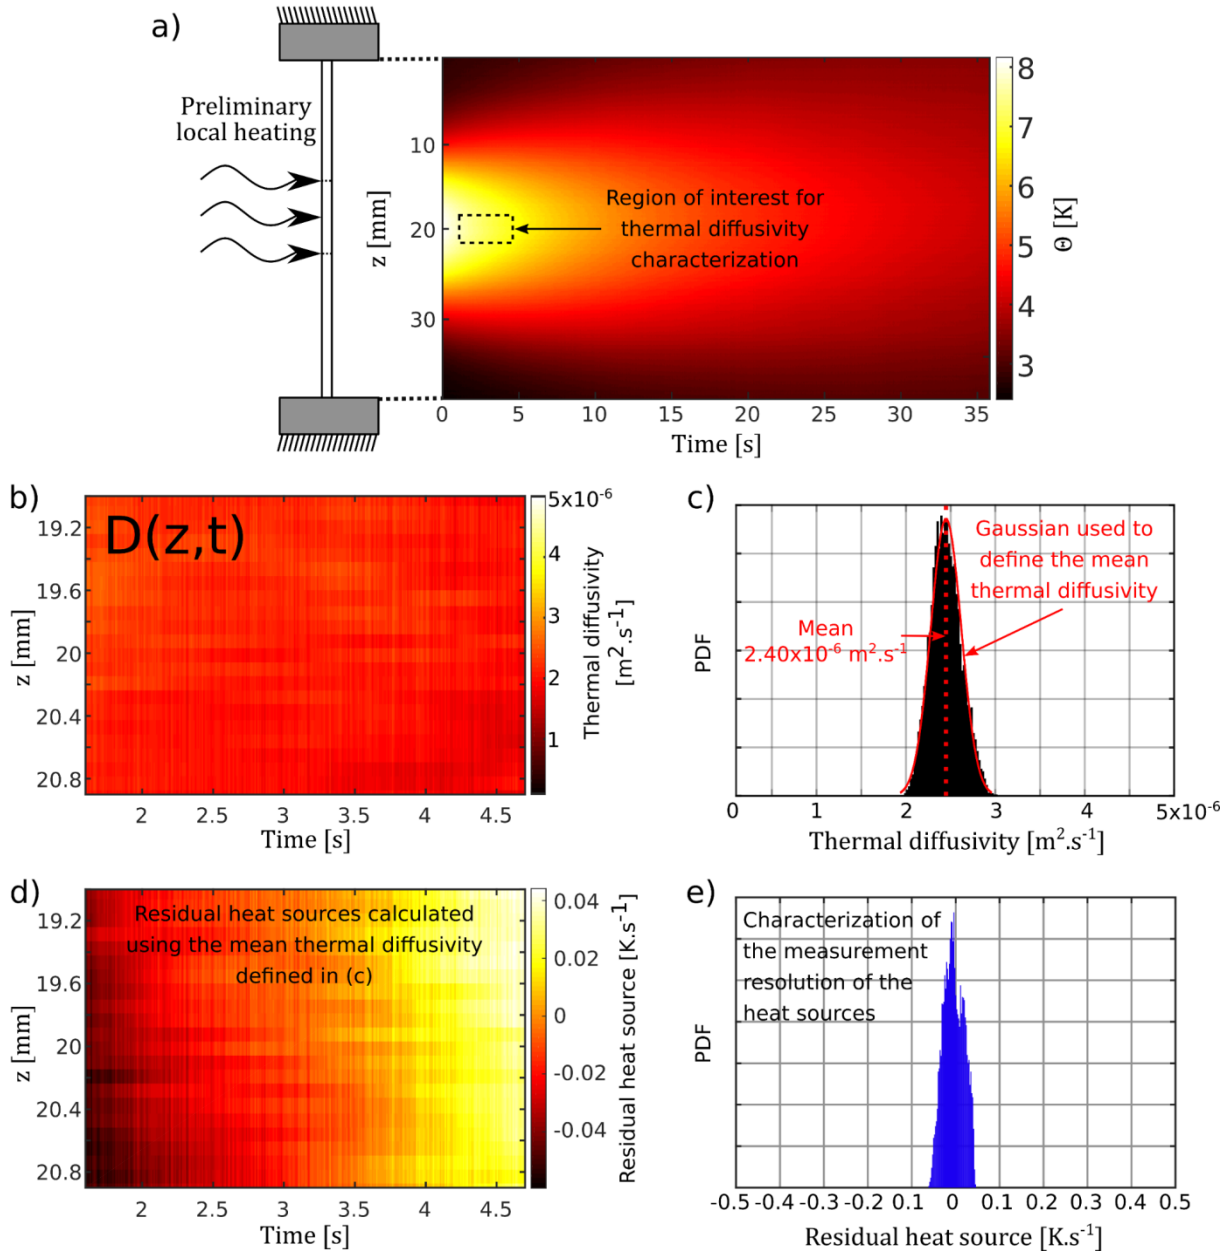 a)
Preliminary
local heating
z [mm]
10
20
30
Region of interest for
thermal diffusivity
characterization
0 5 10 15 20 25 30 35
Time [s]
8
7
6
5
4
3
Θ [K]
b)
D(z,t)
z [mm]
19.2
19.6
20
20.4
20.8
2 2.5 3 3.5 4 4.5
Time [s]
5x10⁻⁶
4
3
2
1
Thermal diffusivity
[m².s⁻¹]
c)
PDF
Gaussian used to
define the mean
thermal diffusivity
Mean
2.40x10⁻⁶ m².s⁻¹
0 1 2 3 4 5x10⁻⁶
Thermal diffusivity [m².s⁻¹]
d)
Residual heat sources calculated
using the mean thermal diffusivity
defined in (c)
z [mm]
19.2
19.6
20
20.4
20.8
2 2.5 3 3.5 4 4.5
Time [s]
0.04
0.02
0
-0.02
-0.04
Residual heat source [K.s⁻¹]
e)
Characterization of
the measurement
resolution of the
heat sources
PDF
-0.5 -0.4 -0.3 -0.2 -0.1 0 0.1 0.2 0.3 0.4 0.5
Residual heat source [K.s⁻¹]